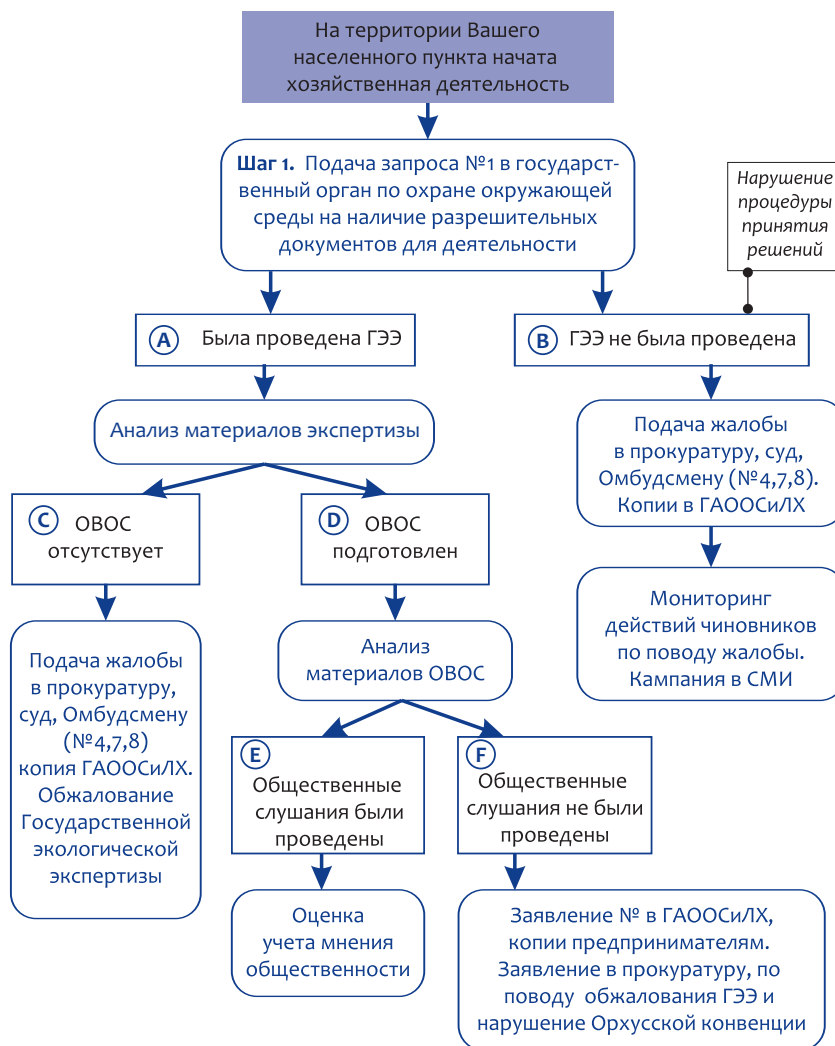 На территории Вашего
населенного пункта начата
хозяйственная деятельность
Шаг 1. Подача запроса №1 в государст-
венный орган по охране окружающей
среды на наличие разрешительных
документов для деятельности
Нарушение
процедуры
принятия
решений
A Была проведена ГЭЭ
B ГЭЭ не была проведена
Анализ материалов экспертизы
Подача жалобы
в прокуратуру, суд,
Омбудсмену (№4,7,8).
Копии в ГАООСиЛХ
C ОВОС
отсутствует
D ОВОС
подготовлен
Мониторинг
действий чиновников
по поводу жалобы.
Кампания в СМИ
Подача жалобы
в прокуратуру,
суд, Омбудсмену
(№4,7,8)
копия ГАООСиЛХ.
Обжалование
Государственной
экологической
экспертизы
Анализ
материалов ОВОС
E
Общественные
слушания были
проведены
F
Общественные
слушания не были
проведены
Оценка
учета мнения
общественности
Заявление № в ГАООСиЛХ,
копии предпринимателям.
Заявление в прокуратуру, по
поводу обжалования ГЭЭ и
нарушение Орхусской конвенции